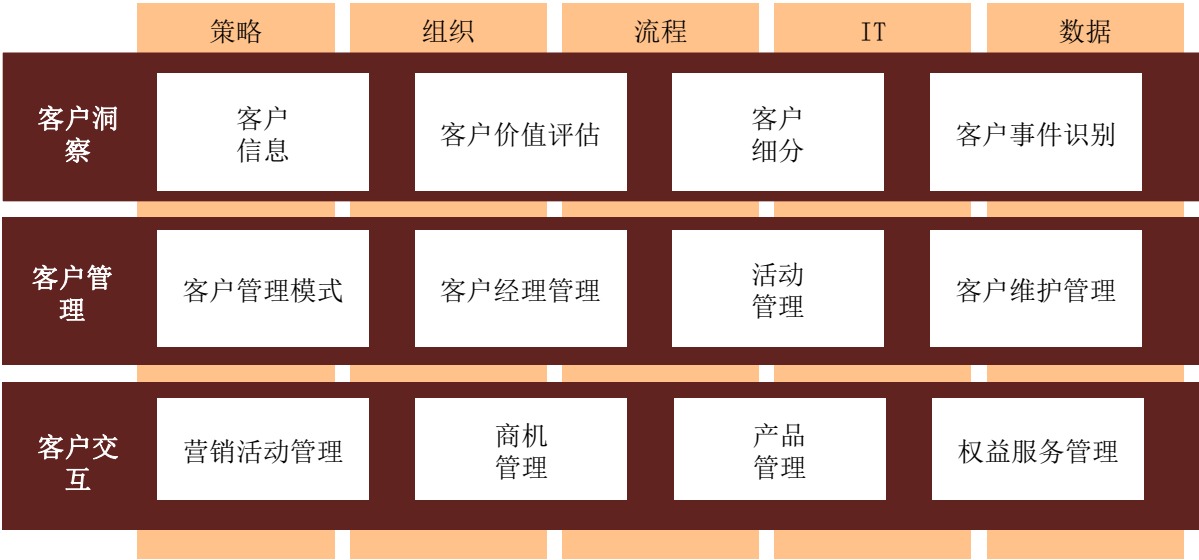 策略
组织
流程
IT
数据
客户洞
察
客户
信息
客户价值评估
客户
细分
客户事件识别
客户管
理
客户管理模式
客户经理管理
活动
管理
客户维护管理
客户交
互
营销活动管理
商机
管理
产品
管理
权益服务管理